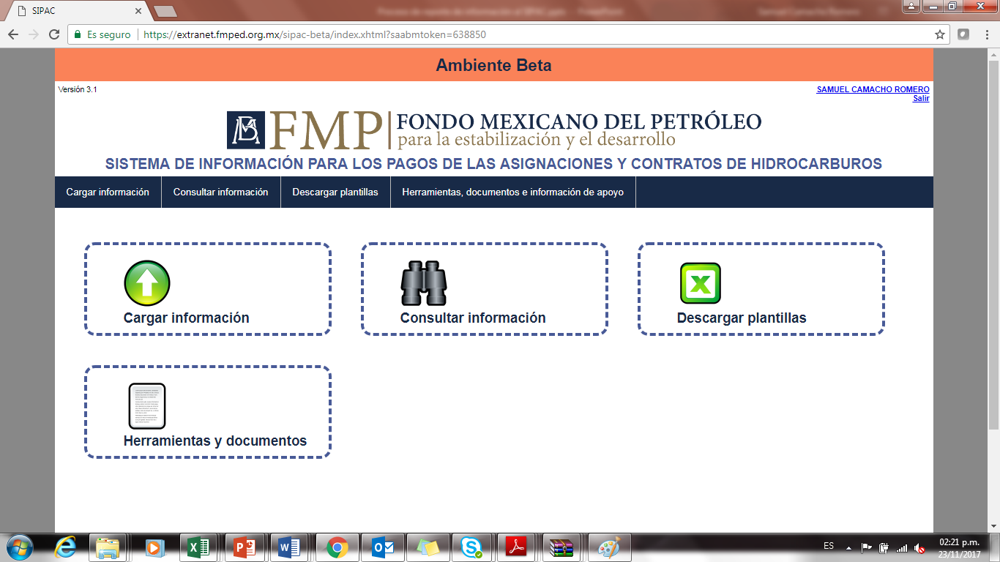 SIPAC
Es seguro
https://extranet.fmped.org.mx/sipac-beta/index.xhtml?saabmtoken=638850
Ambiente Beta
Versión 3.1
SAMUEL CAMACHO ROMERO
Salir
FMP
FONDO MEXICANO DEL PETRÓLEO
para la estabilización y el desarrollo
SISTEMA DE INFORMACIÓN PARA LOS PAGOS DE LAS ASIGNACIONES Y CONTRATOS DE HIDROCARBUROS
Cargar información
Consultar información
Descargar plantillas
Herramientas, documentos e información de apoyo
Cargar información
Consultar información
Descargar plantillas
Herramientas y documentos
ES
02:21 p.m.
23/11/2017